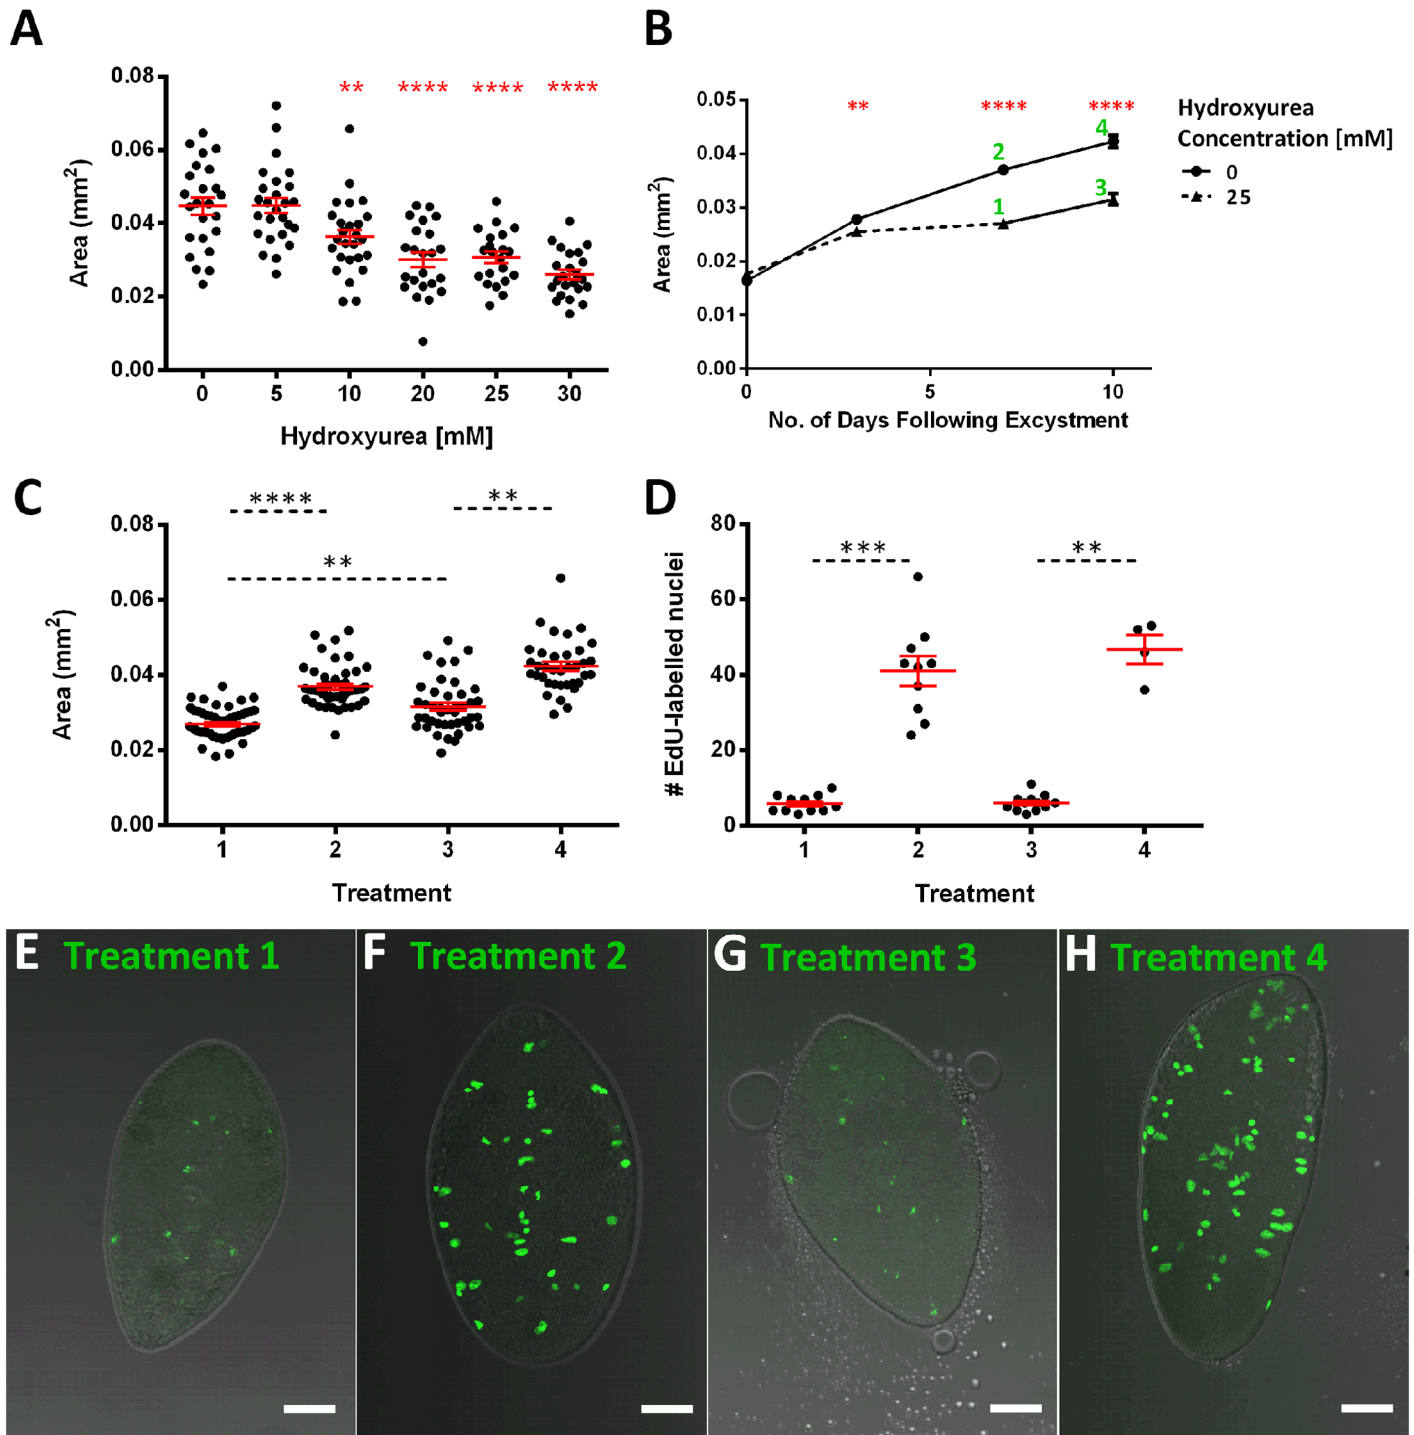 A
0.08
0.06
0.04
0.02
0.00
Area (mm2)
** **** **** ****
0 5 10 20 25 30
Hydroxyurea [mM]
B
0.05
0.04
0.03
0.02
0.01
0.00
Area (mm2)
** **** ****
2
4
1
3
0 5 10
No. of Days Following Excystment
Hydroxyurea
Concentration [mM]
0
25
C
0.08
0.06
0.04
0.02
0.00
Area (mm2)
**** **
**
1 2 3 4
Treatment
D
80
60
40
20
0
# EdU-labelled nuclei
*** **
1 2 3 4
Treatment
E Treatment 1
F Treatment 2
G Treatment 3
H Treatment 4